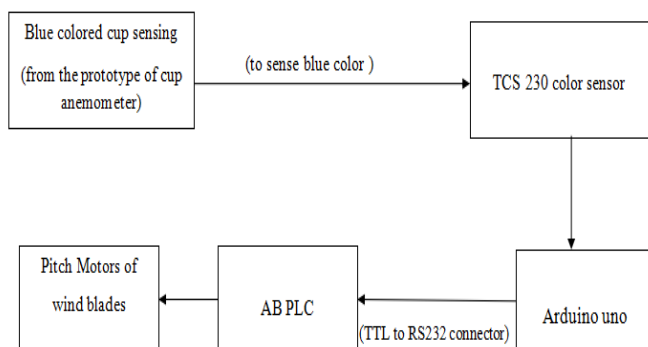 Blue colored cup sensing
(from the prototype of cup
anemometer)
(to sense blue color )
TCS 230 color sensor
Pitch Motors of
wind blades
AB PLC
(TTL to RS232 connector)
Arduino uno